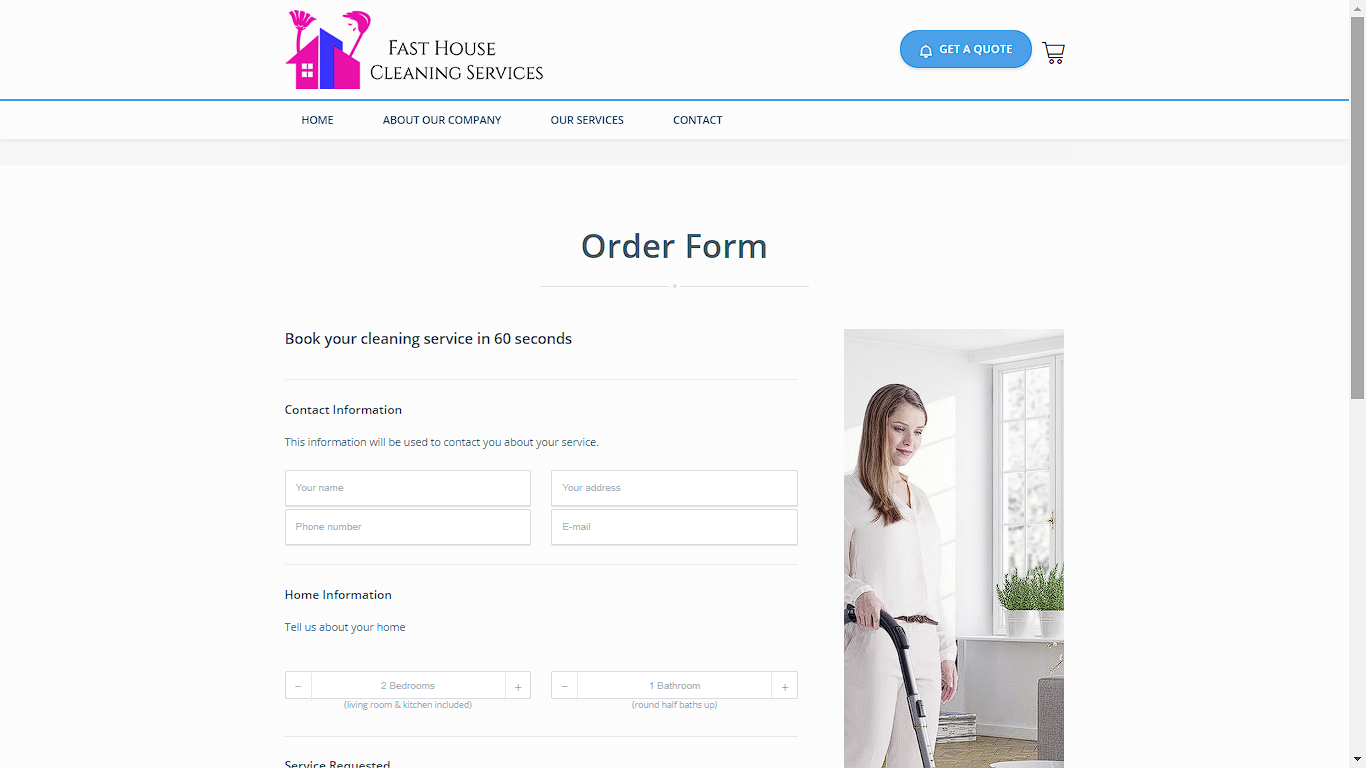 FAST HOUSE
CLEANING SERVICES
GET A QUOTE
HOME
ABOUT OUR COMPANY
OUR SERVICES
CONTACT
Order Form
Book your cleaning service in 60 seconds
Contact Information
This information will be used to contact you about your service.
Your name
Your address
Phone number
E-mail
Home Information
Tell us about your home
− 2 Bedrooms +
− 1 Bathroom +
(living room & kitchen included)
(round half baths up)
Service Requested